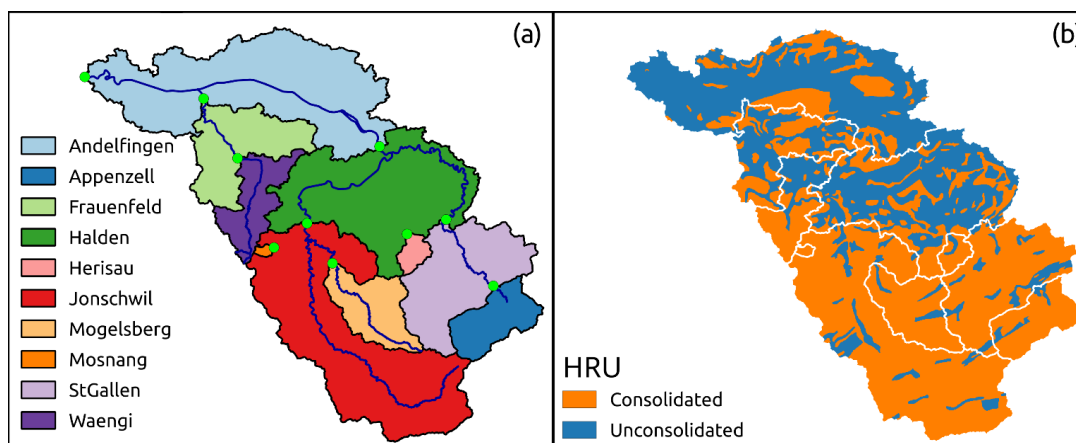 (a)
Andelfingen
Appenzell
Frauenfeld
Halden
Herisau
Jonschwil
Mogelsberg
Mosnang
StGallen
Waengi
(b)
HRU
Consolidated
Unconsolidated